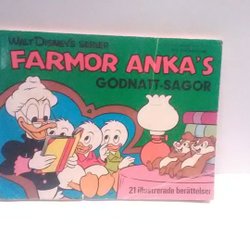 WALT DISNEY'S SERIER
FARMOR ANKA'S
GODNATT-SAGOR
21 illustrerade berättelser